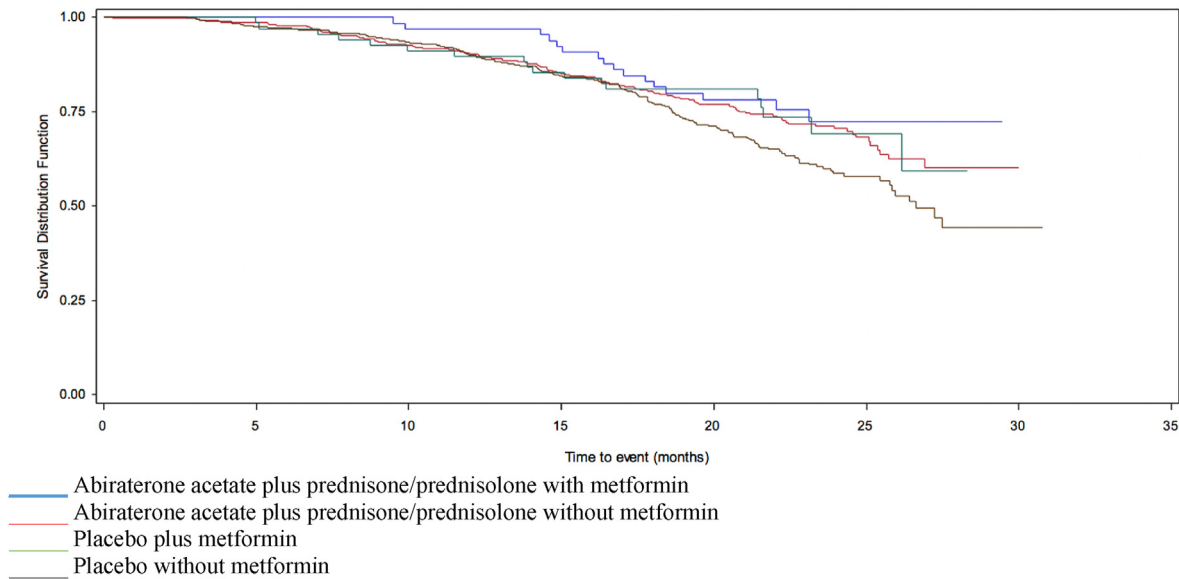 1.00
0.75
0.50
0.25
0.00
Survival Distribution Function
0 5 10 15 20 25 30 35
Time to event (months)
Abiraterone acetate plus prednisone/prednisolone with metformin
Abiraterone acetate plus prednisone/prednisolone without metformin
Placebo plus metformin
Placebo without metformin